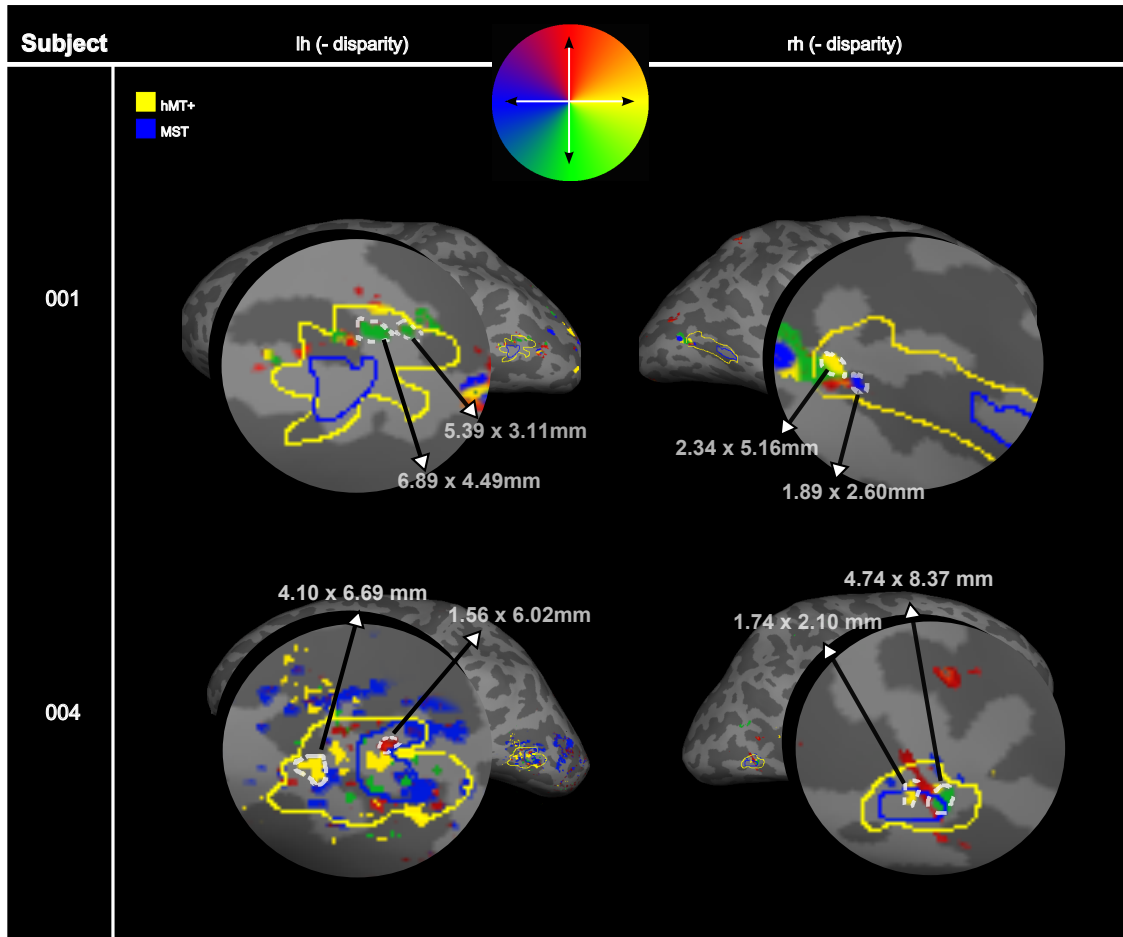 Subject
lh (- disparity)
rh (- disparity)
hMT+
MST
001
5.39 x 3.11mm
6.89 x 4.49mm
2.34 x 5.16mm
1.89 x 2.60mm
004
4.10 x 6.69 mm
1.56 x 6.02mm
4.74 x 8.37 mm
1.74 x 2.10 mm